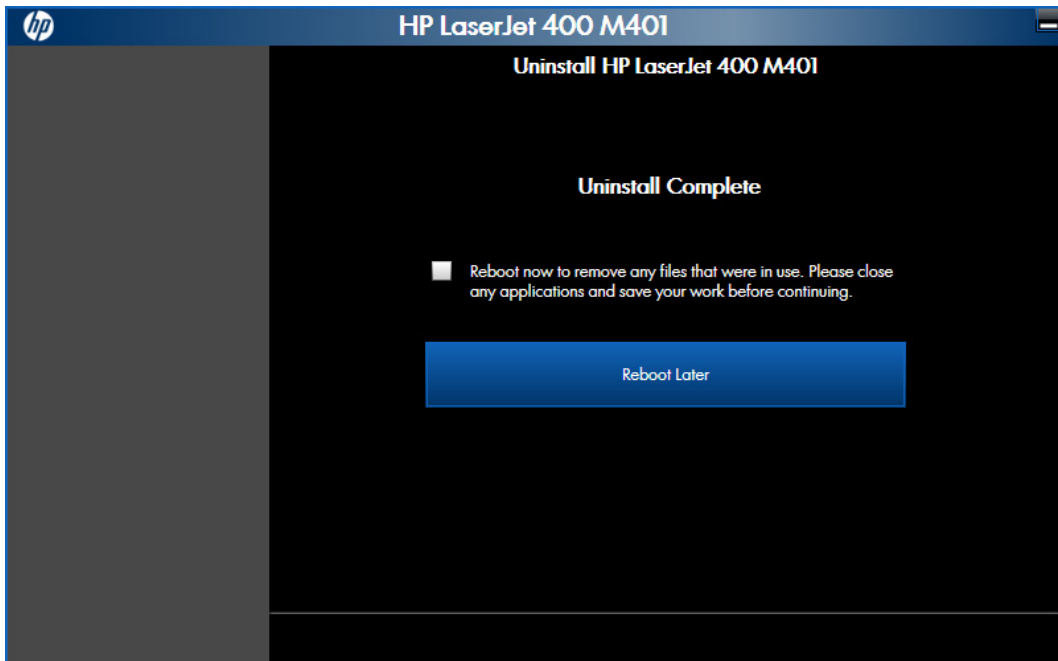 hp
HP LaserJet 400 M401
Uninstall HP LaserJet 400 M401
Uninstall Complete
Reboot now to remove any files that were in use. Please close
any applications and save your work before continuing.
Reboot Later